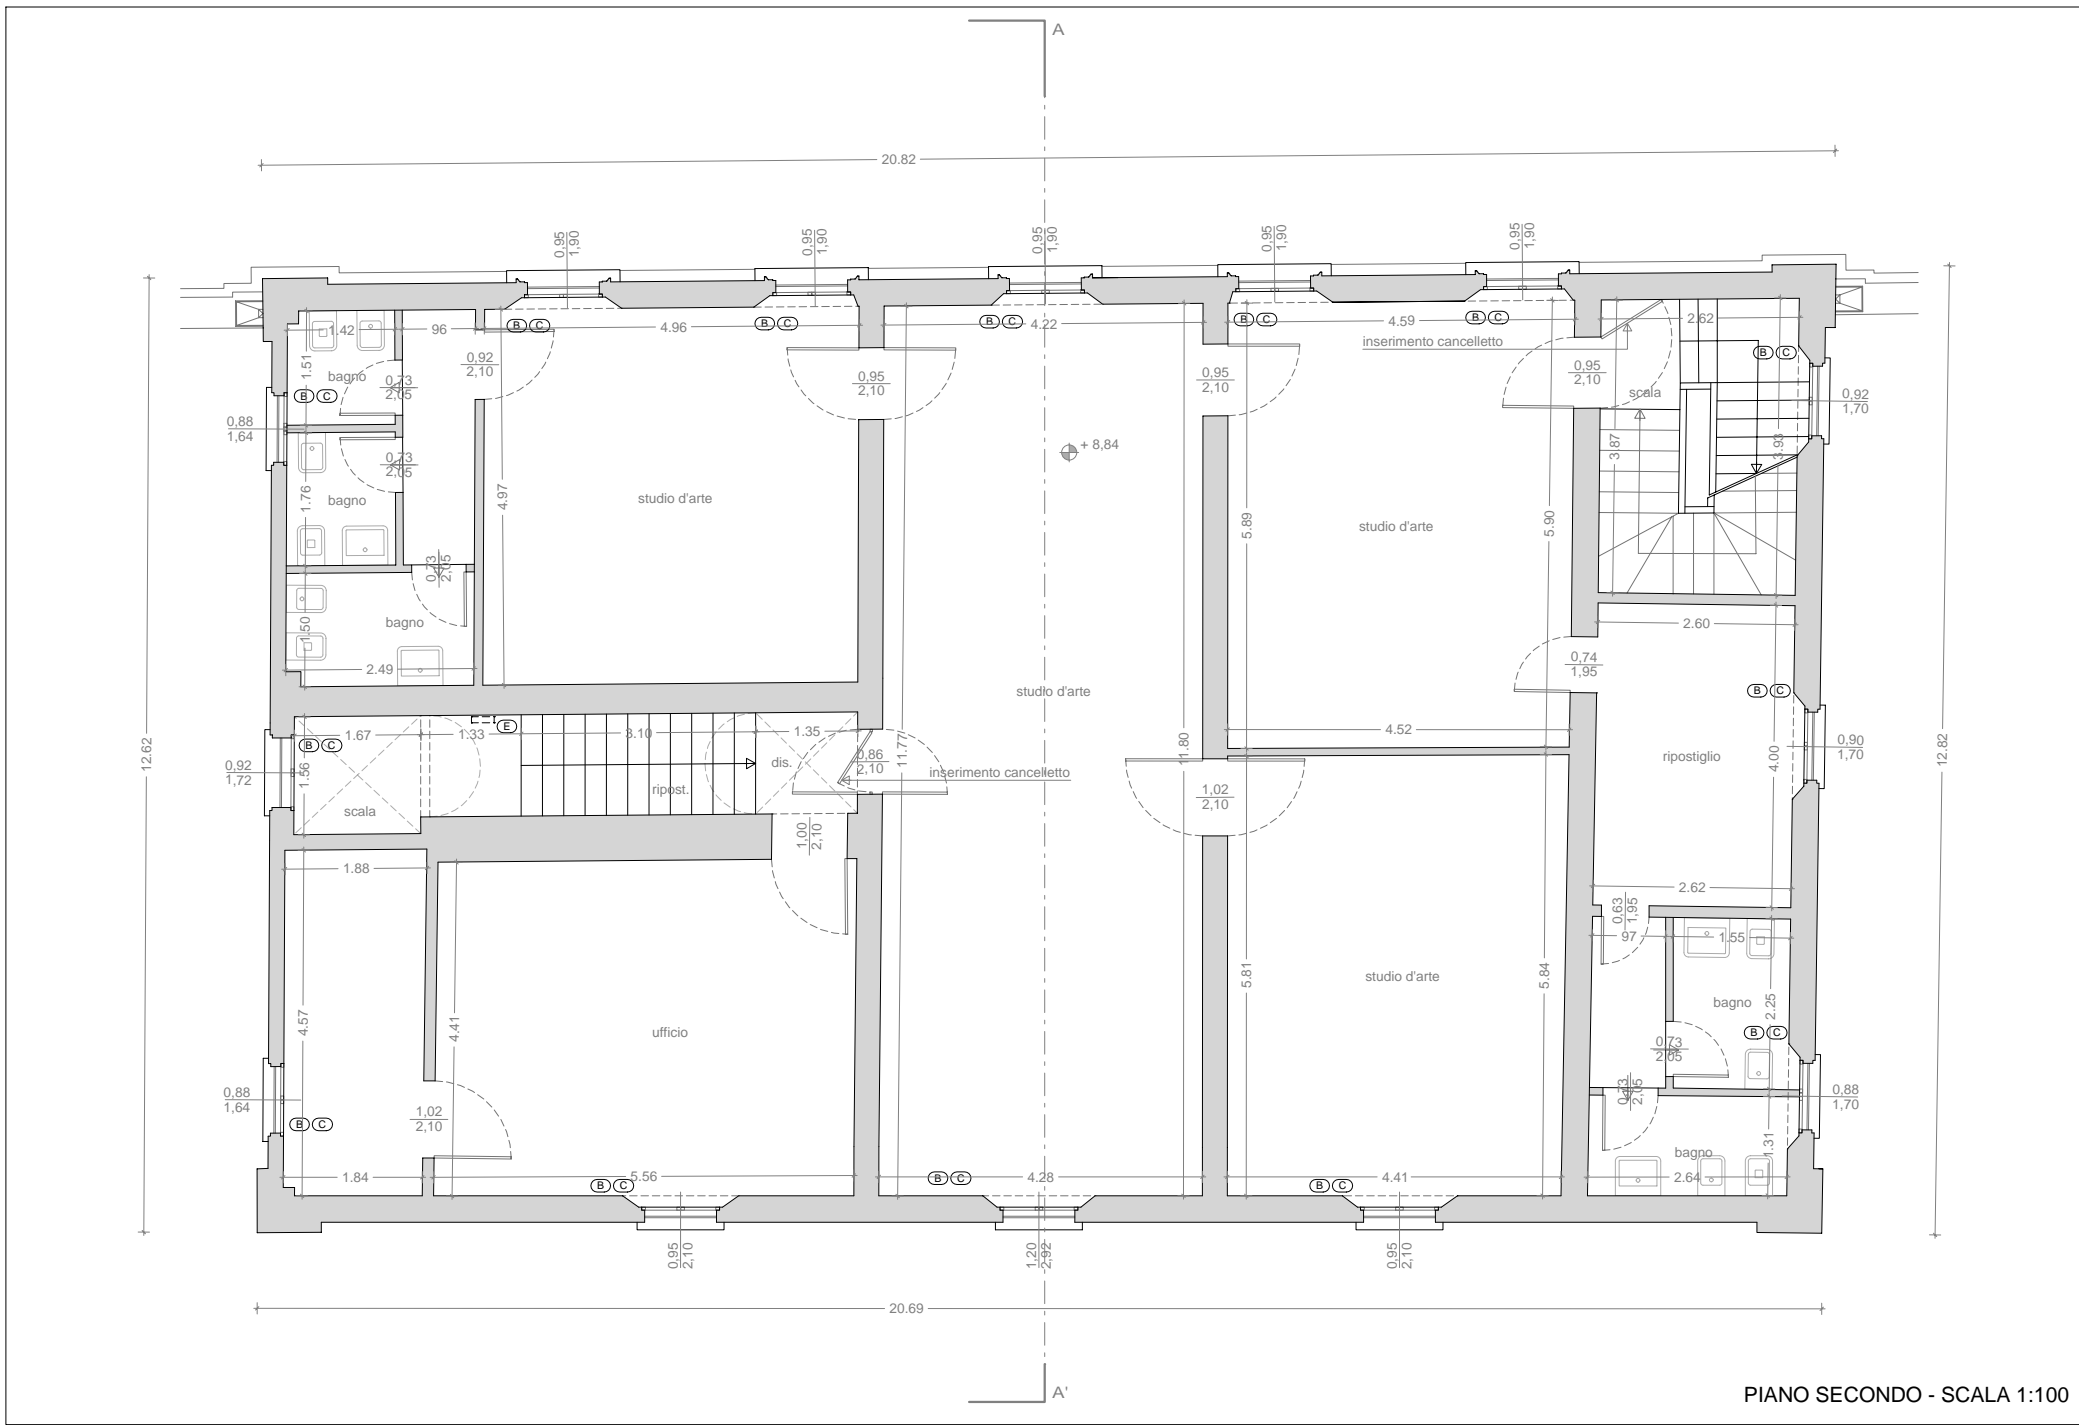 A
20.82
0,95
1,90
0,95
1,90
0,95
1,90
0,95
1,90
0,95
1,90
1.42
96
4.96
4.22
4.59
2.62
B C
B C
B C
B C
B C
inserimento cancelletto
B C
1.51
bagno
0,73
2,05
0,92
2,10
0,95
2,10
0,95
2,10
0,95
2,10
scala
B C
0,92
1,70
0,88
1,64
+ 8,84
3.87
3.93
0,73
2,05
1.76
bagno
4.97
studio d'arte
5.89
studio d'arte
5.90
0,73
2,05
1.50
bagno
2.60
2.49
0,74
1,95
studio d'arte
B C
E
1.67
1.33
3.10
1.35
4.52
B C
0,92
1,72
1.56
12.62
dis.
0,86
2,10
11.77
11.80
inserimento cancelletto
ripostiglio
4.00
0,90
1,70
12.82
scala
ripost.
1,02
2,10
1,00
2,10
1.88
2.62
0,63
1,95
97
1.55
4.57
4.41
ufficio
5.81
studio d'arte
5.84
bagno
2.25
B C
0,73
2,05
0,88
1,64
B C
1,02
2,10
0,73
2,05
0,88
1,70
1.31
bagno
1.84
5.56
4.28
4.41
2.64
B C
B C
B C
0,95
2,10
1,20
2,92
0,95
2,10
20.69
A'
PIANO SECONDO - SCALA 1:100